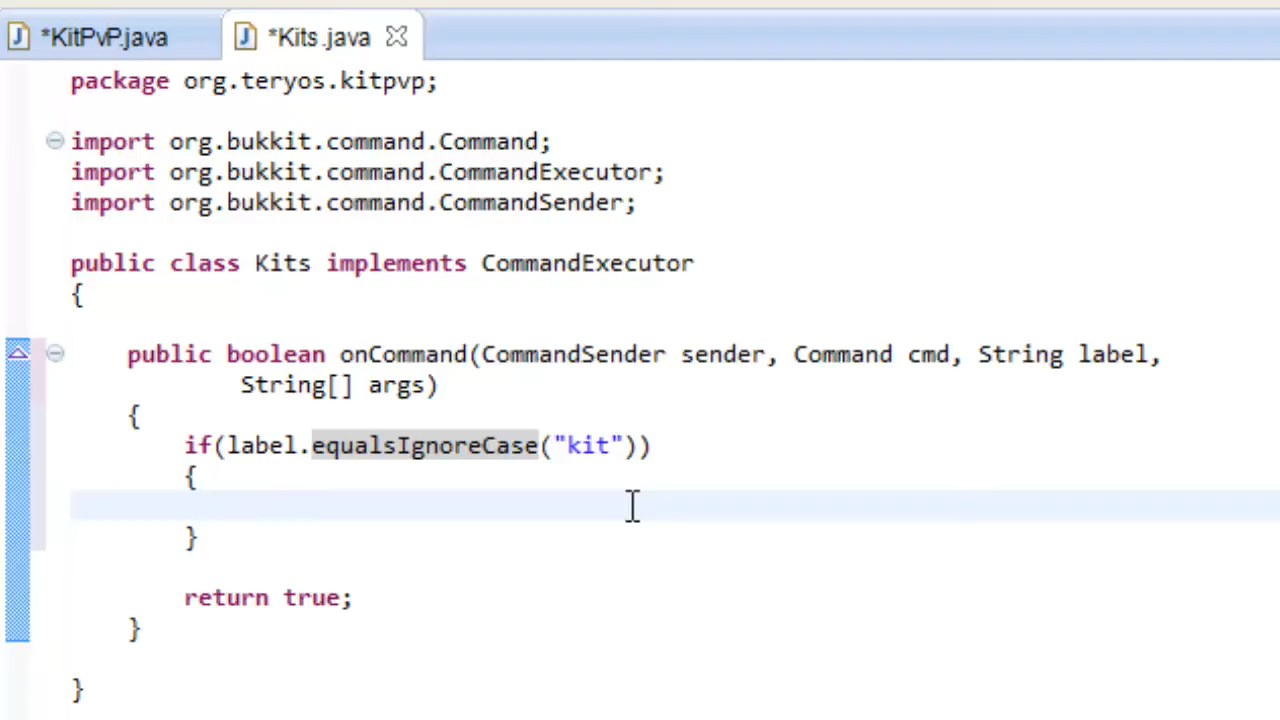 *KitPvP.java *Kits.java
package org.teryos.kitpvp;
import org.bukkit.command.Command;
import org.bukkit.command.CommandExecutor;
import org.bukkit.command.CommandSender;
public class Kits implements CommandExecutor
{
public boolean onCommand(CommandSender sender, Command cmd, String label,
String[] args)
{
if(label.equalsIgnoreCase("kit"))
{
}
return true;
}
}